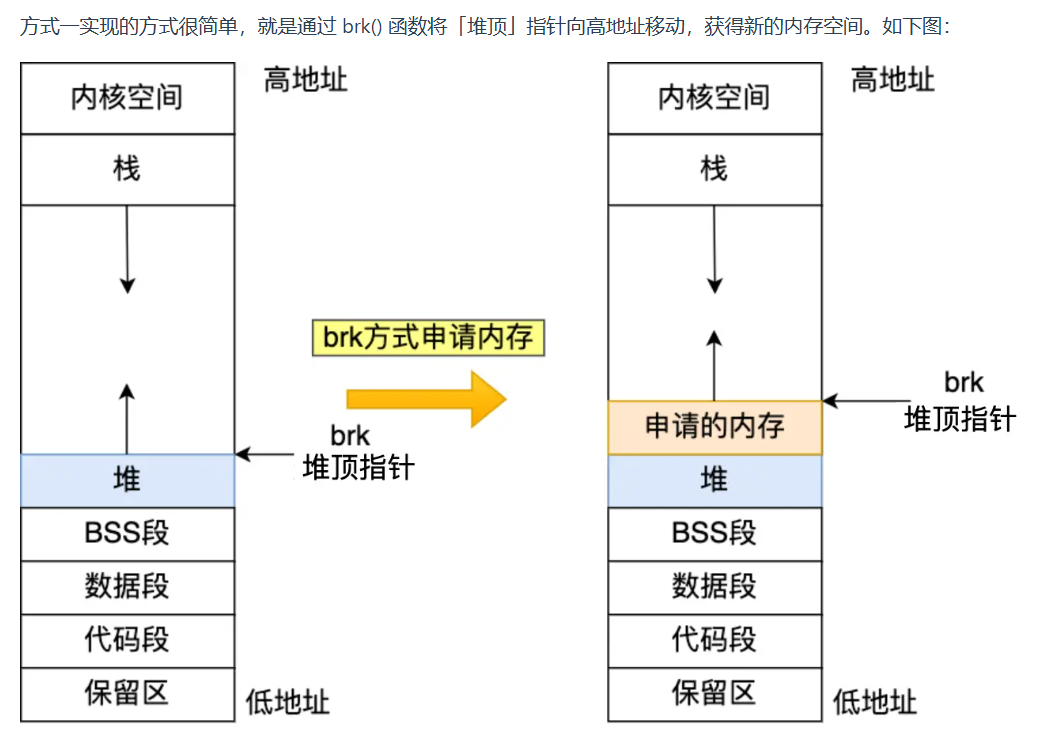 方式一实现的方式很简单，就是通过 brk() 函数将「堆顶」指针向高地址移动，获得新的内存空间。如下图：
高地址
内核空间
栈
brk
堆顶指针
堆
BSS段
数据段
代码段
保留区
低地址
brk方式申请内存
高地址
内核空间
栈
brk
堆顶指针
申请的内存
堆
BSS段
数据段
代码段
保留区
低地址